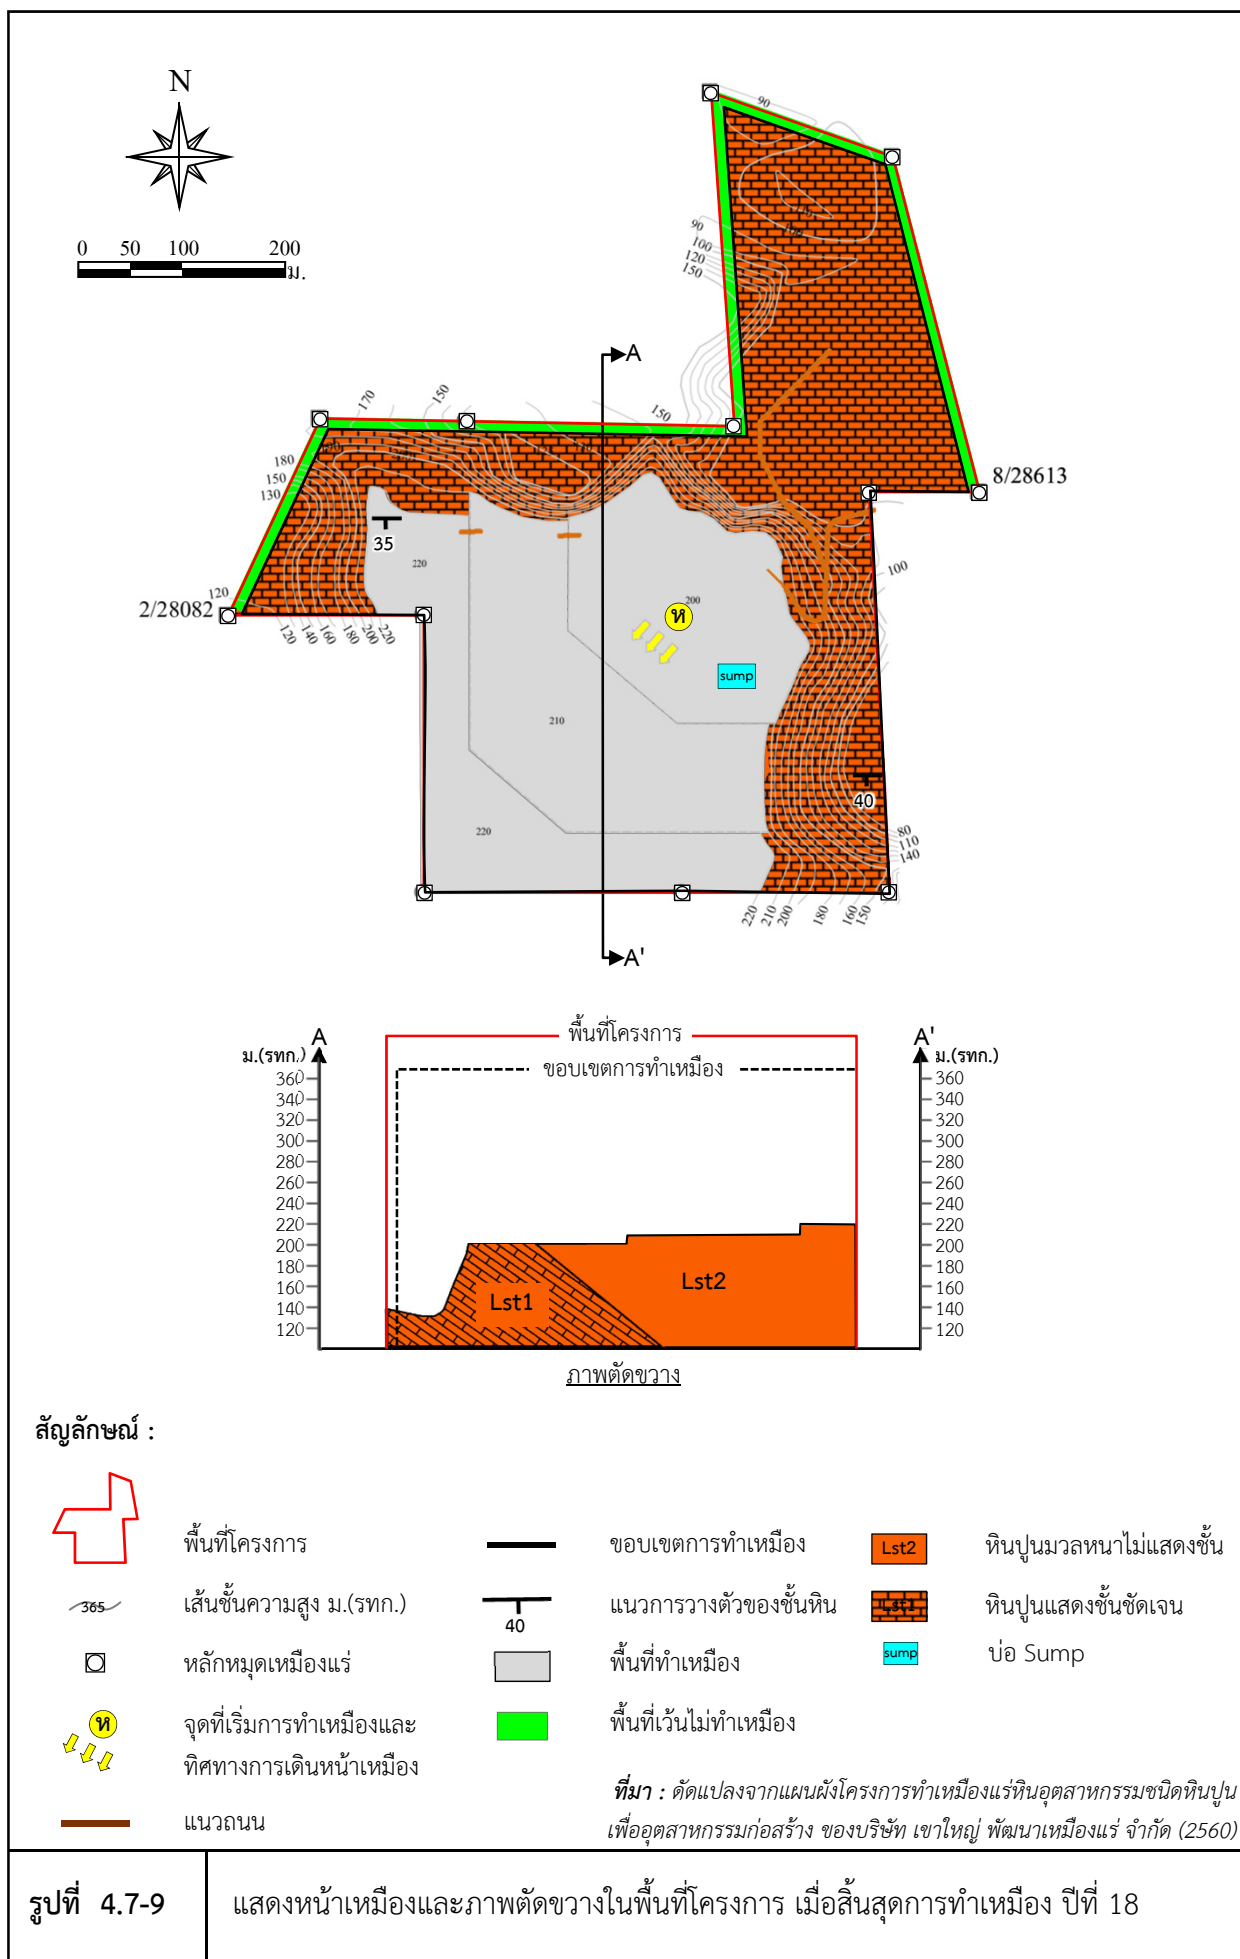 N
0 50 100 200
ม.
90
110
100
90
100
120
150
A
170
150
150
180
150
130
8/28613
35
220
100
120
2/28082
200
ห
120
140
160
180
200
220
sump
210
40
220
80
110
140
220
210
200
180
160
150
A'
A
พื้นที่โครงการ
A'
ม.(รทก.)
ขอบเขตการทำเหมือง
ม.(รทก.)
360 360
340 340
320 320
300 300
280 280
260 260
240 240
220 220
200 200
180 180
160 160
140 140
120 120
Lst1
Lst2
ภาพตัดขวาง
สัญลักษณ์ :
พื้นที่โครงการ
ขอบเขตการทำเหมือง
Lst2
หินปูนมวลหนาไม่แสดงชั้น
365
เส้นชั้นความสูง ม.(รทก.)
40
แนวการวางตัวของชั้นหิน
Lst1
หินปูนแสดงชั้นชัดเจน
หลักหมุดเหมืองแร่
พื้นที่ทำเหมือง
sump
บ่อ Sump
ห
จุดที่เริ่มการทำเหมืองและ
ทิศทางการเดินหน้าเหมือง
พื้นที่เว้นไม่ทำเหมือง
แนวถนน
ที่มา : ดัดแปลงจากแผนผังโครงการทำเหมืองแร่หินอุตสาหกรรมชนิดหินปูน
เพื่ออุตสาหกรรมก่อสร้าง ของบริษัท เขาใหญ่ พัฒนาเหมืองแร่ จำกัด (2560)
รูปที่ 4.7-9
แสดงหน้าเหมืองและภาพตัดขวางในพื้นที่โครงการ เมื่อสิ้นสุดการทำเหมือง ปีที่ 18